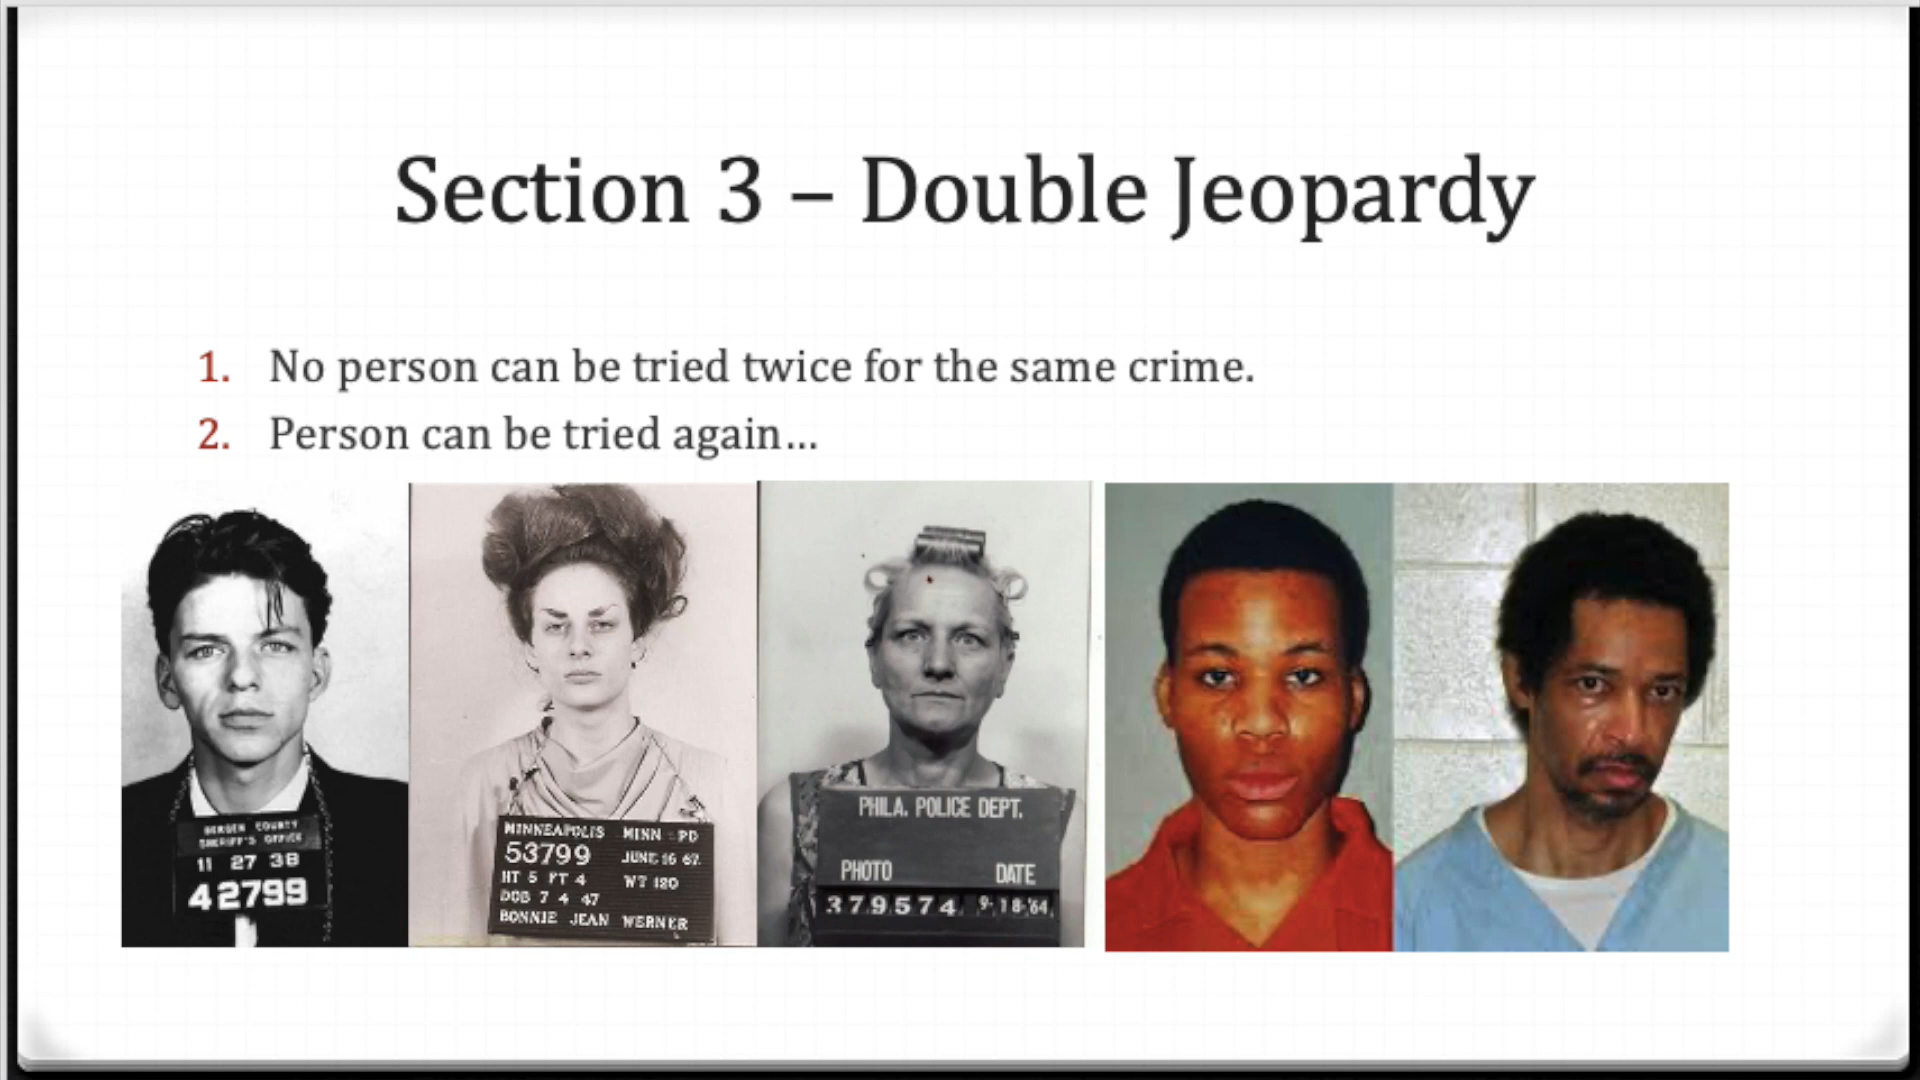 Section 3 – Double Jeopardy
1. No person can be tried twice for the same crime.
2. Person can be tried again...
BERGEN COUNTY
SHERIFF'S OFFICE
11 27 38
42799
MINNEAPOLIS MINN PD
53799 JUNE 16 67
HT 5 FT 4 WT 120
DOB 7 4 47
BONNIE JEAN WERNER
PHILA. POLICE DEPT.
PHOTO DATE
379574 9-18-'64